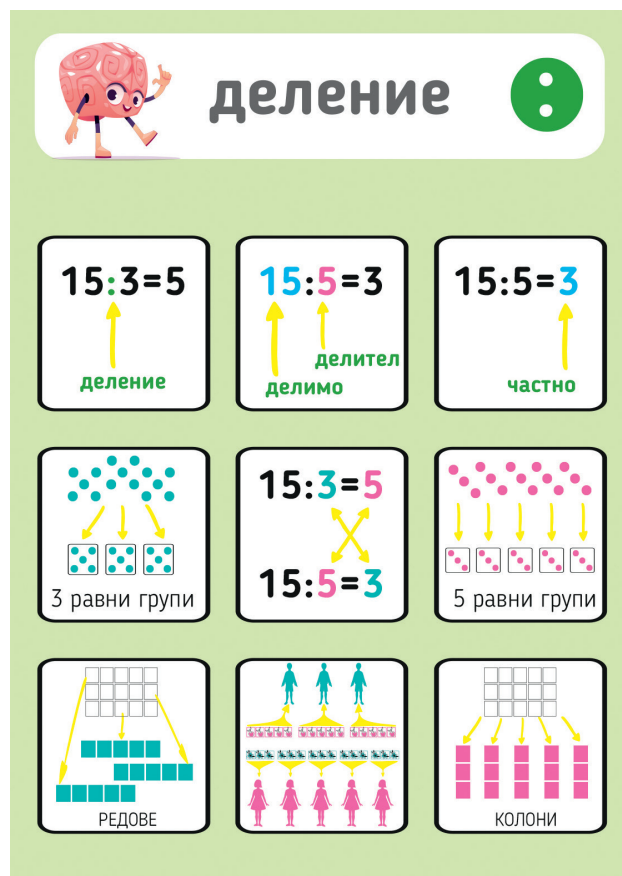 деление
:
15:3=5
деление
15:5=3
делител
делимо
15:5=3
частно
3 равни групи
15:3=5
15:5=3
5 равни групи
РЕДОВЕ
КОЛОНИ